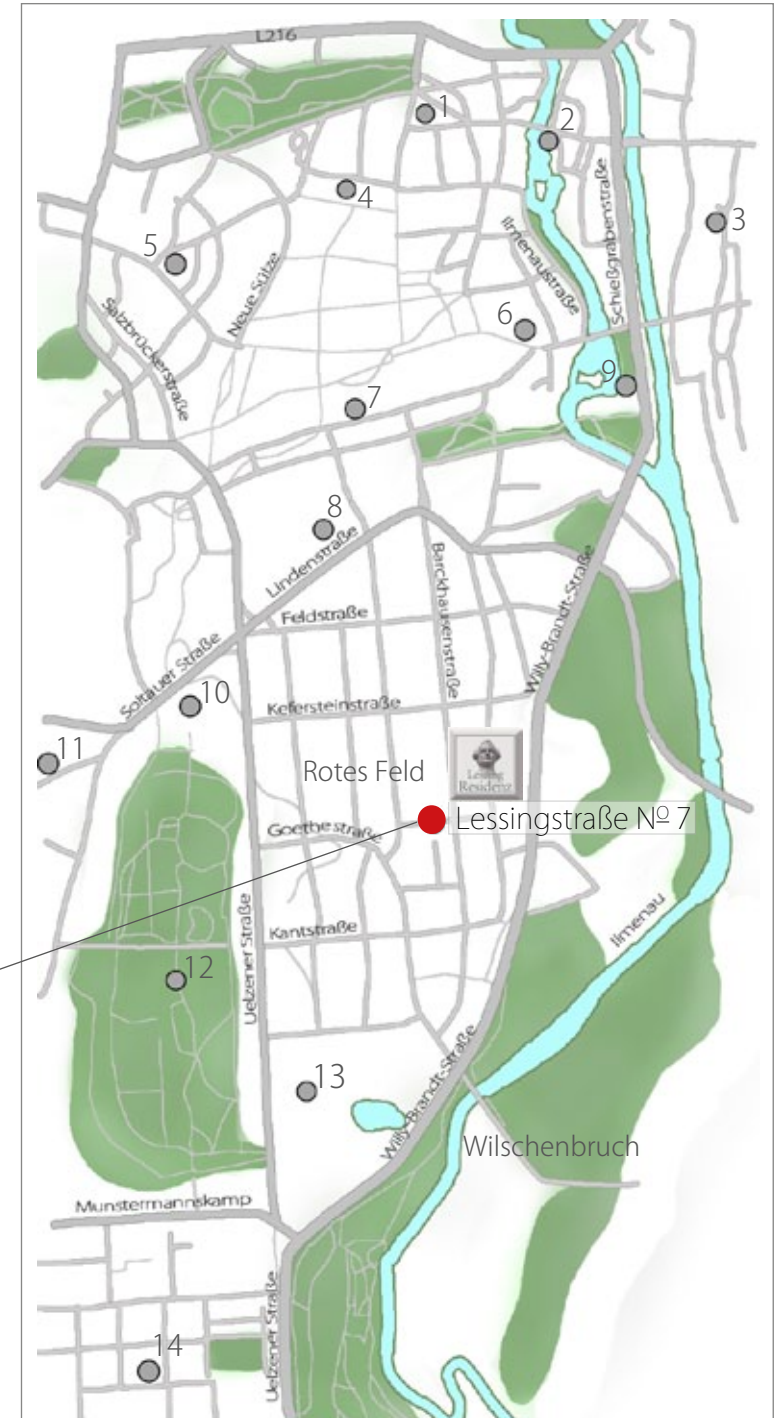 L216
1
2
3
4
5
Ilmenaustraße
Schießgrabenstraße
Neue Sülze
Salzbrückerstraße
6
7
9
8
Lindenstraße
Barckhausenstraße
Willy-Brandt-Straße
Feldstraße
Soltauer Straße
10
Kefersteinstraße
11
Rotes Feld
Lessing
Residenz
Lessingstraße Nº 7
Goethestraße
Uelzener Straße
Kantstraße
Ilmenau
12
13
Willy-Brandt-Straße
Wilschenbruch
Munstermannskamp
Uelzener Straße
14